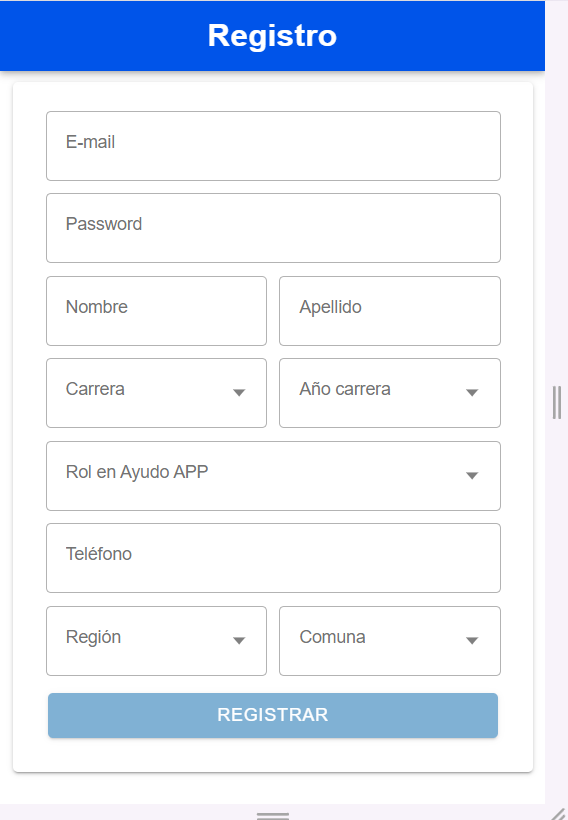 Registro
E-mail
Password
Nombre Apellido
Carrera Año carrera
Rol en Ayudo APP
Teléfono
Región Comuna
REGISTRAR